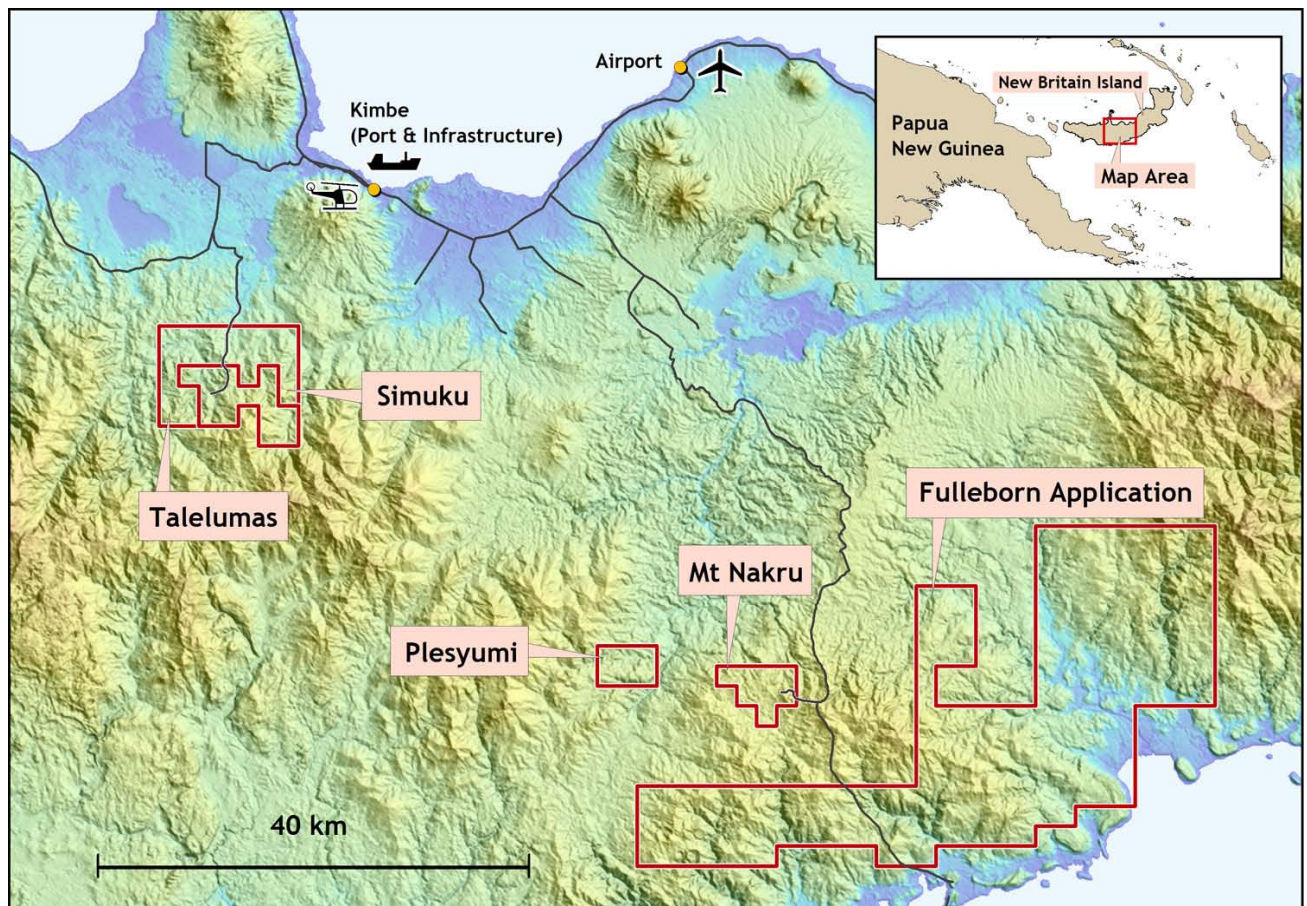 Airport
Kimbe
(Port & Infrastructure)
New Britain Island
Papua
New Guinea
Map Area
Simuku
Talelumas
Fulleborn Application
Mt Nakru
Plesyumi
40 km